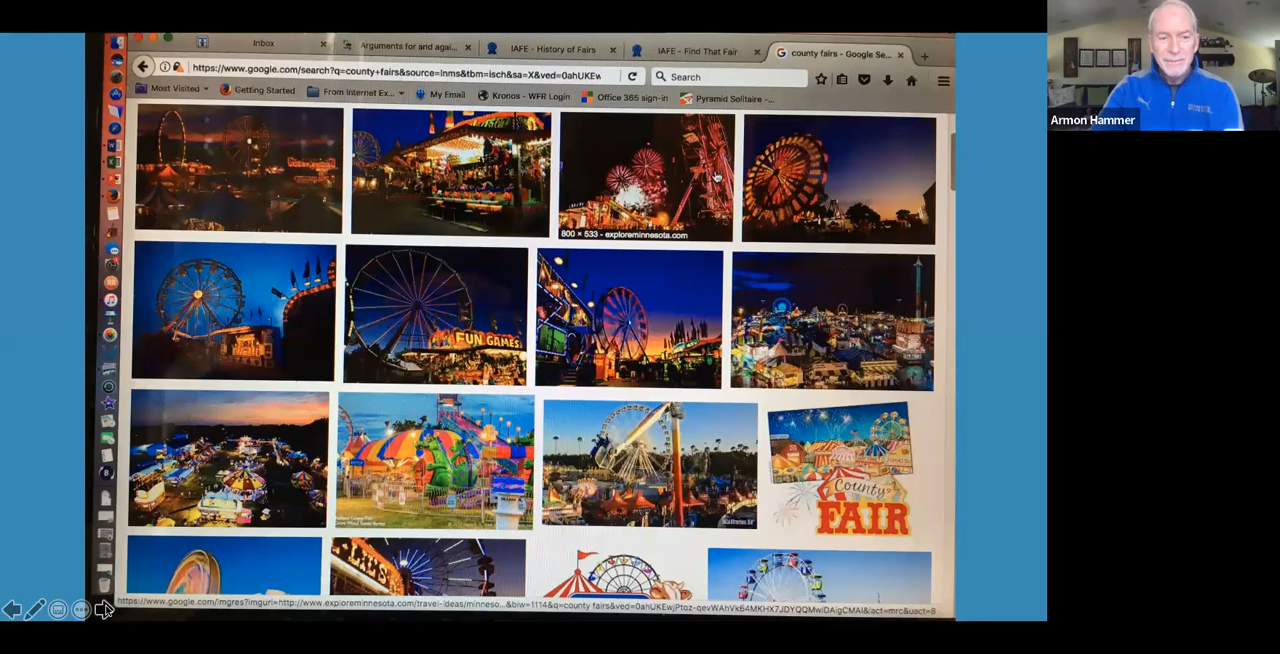 Inbox
Arguments for and agai...
IAFE - History of Fairs
IAFE - Find That Fair
county fairs - Google Se...
https://www.google.com/search?q=county+fairs&source=lnms&tbm=isch&sa=X&ved=0ahUKEw
Search
Most Visited
Getting Started
From Internet Ex...
My Email
Kronos - WFR Login
Office 365 sign-in
Pyramid Solitaire -...
Armon Hammer
800 × 533 - exploreminnesota.com
FUN GAMES
County
FAIR